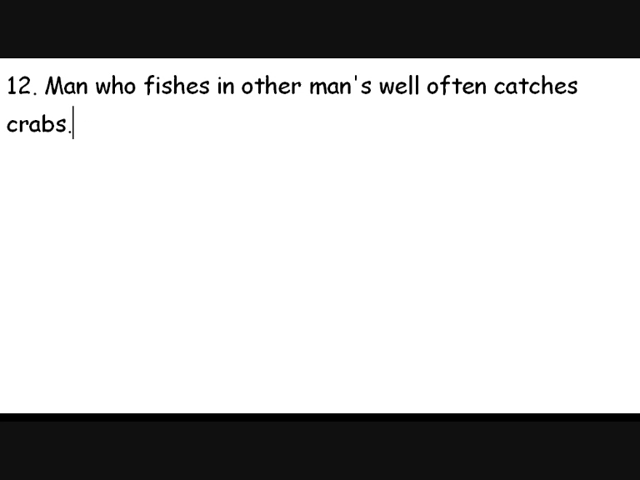 12. Man who fishes in other man's well often catches
crabs.